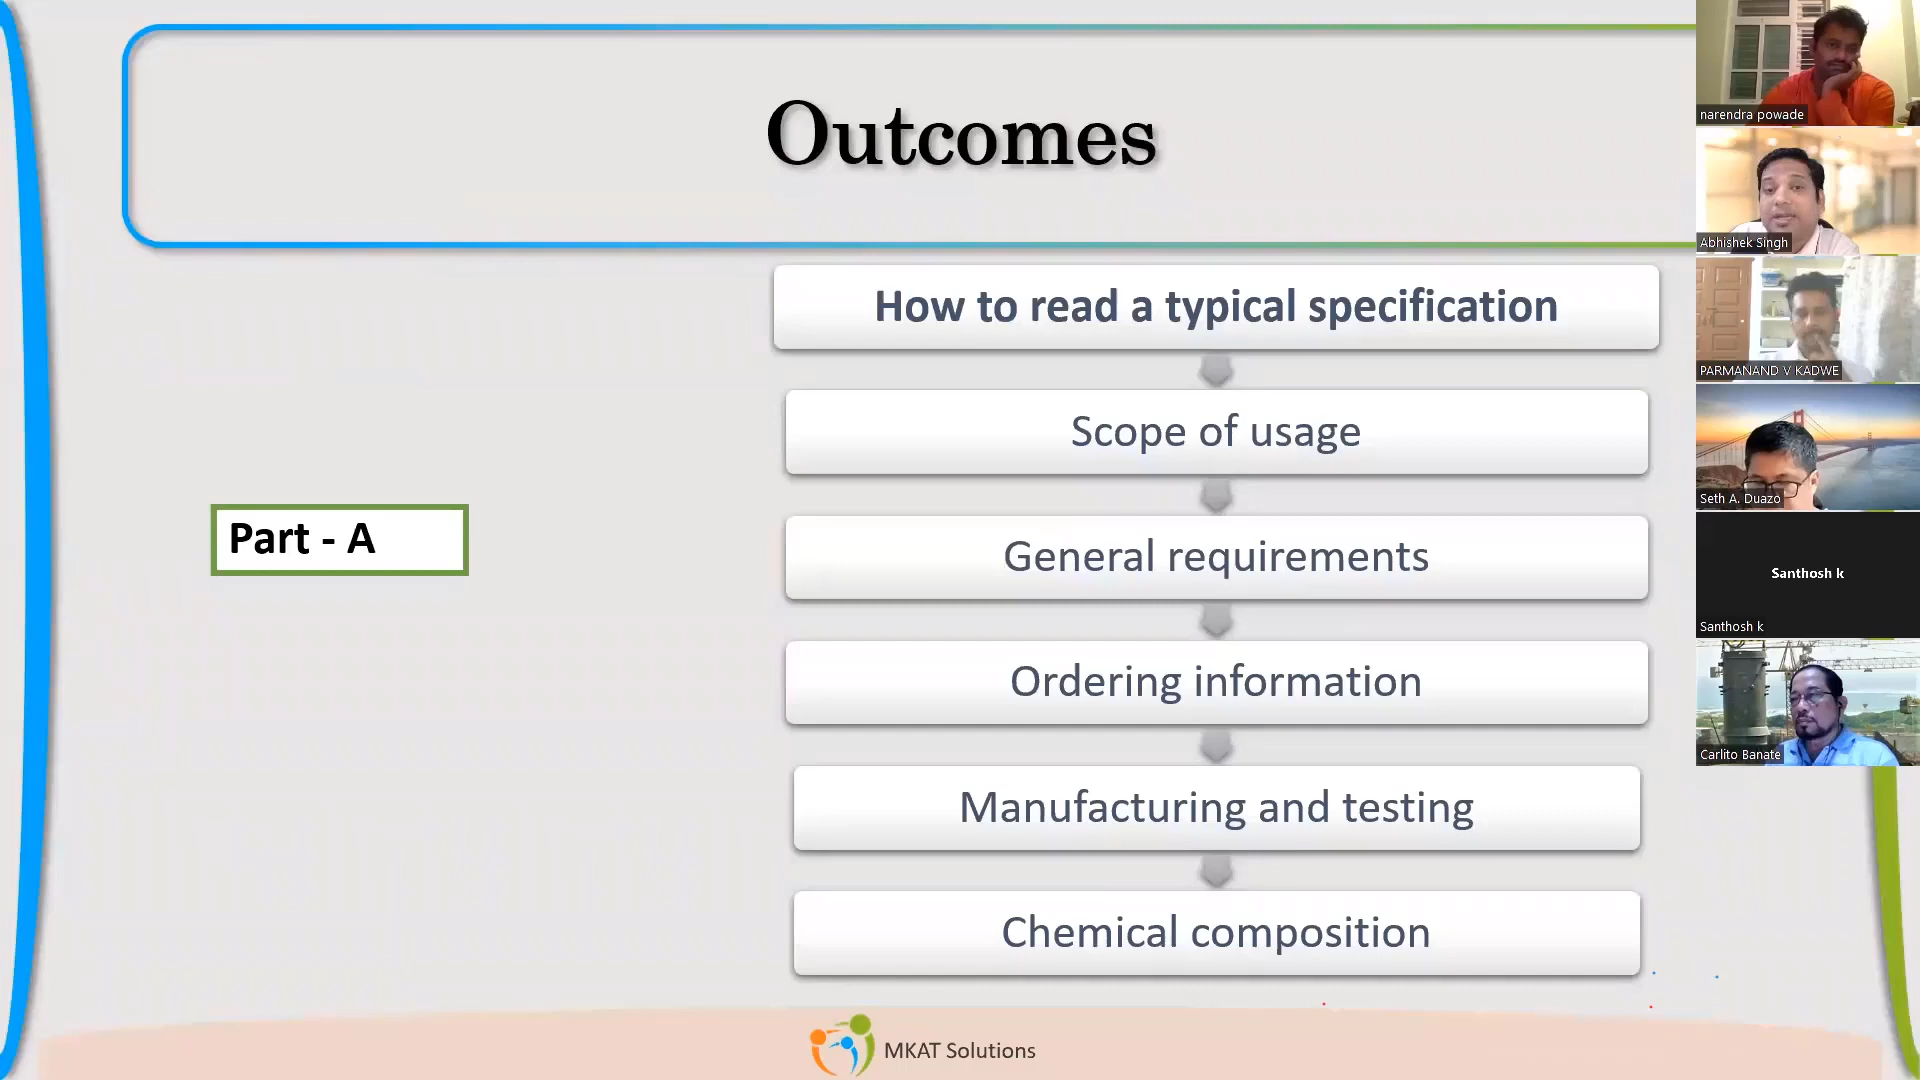 Outcomes
How to read a typical specification
Scope of usage
General requirements
Part - A
Ordering information
Manufacturing and testing
Chemical composition
MKAT Solutions
narendra powade
Abhishek Singh
PARMANAND V KADWE
Seth A. Duazo
Santhosh k
Santhosh k
Carlito Banate